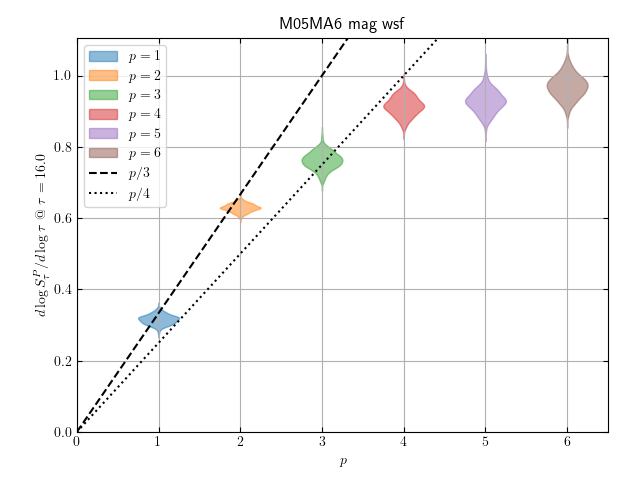 M05MA6 mag wsf
p = 1
p = 2
p = 3
p = 4
p = 5
p = 6
p/3
p/4
d log S_τ^P / d log τ @ τ = 16.0
1.0
0.8
0.6
0.4
0.2
0.0
0 1 2 3 4 5 6
p